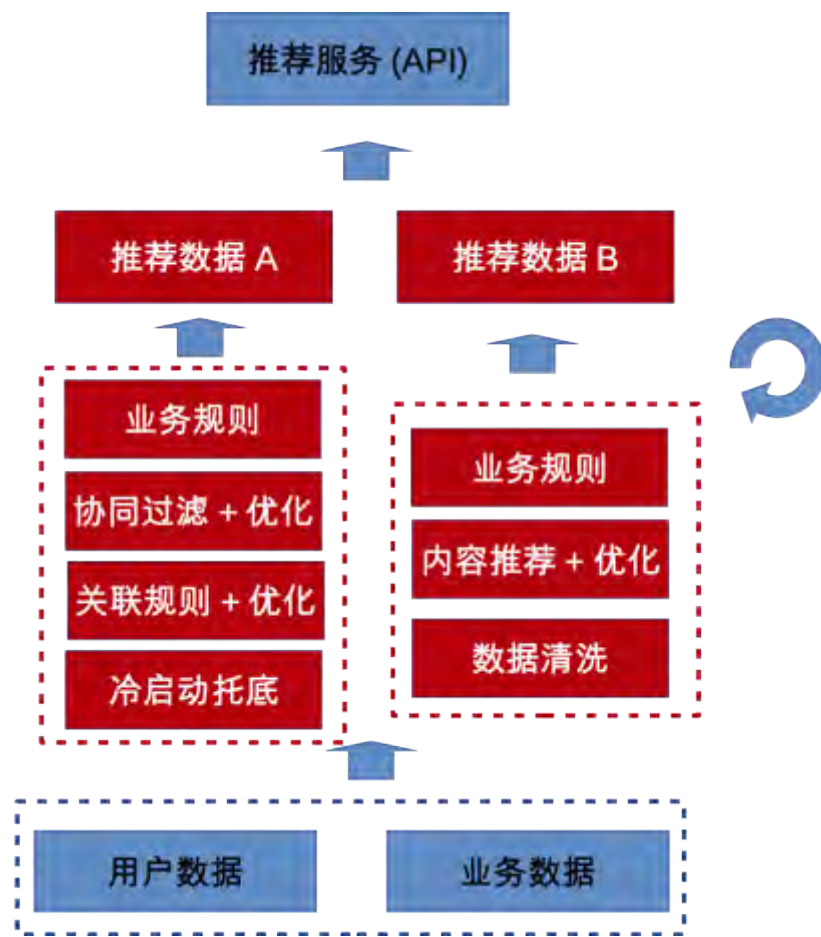 推荐服务 (API)
推荐数据 A
推荐数据 B
业务规则
协同过滤 + 优化
关联规则 + 优化
冷启动托底
业务规则
内容推荐 + 优化
数据清洗
用户数据
业务数据